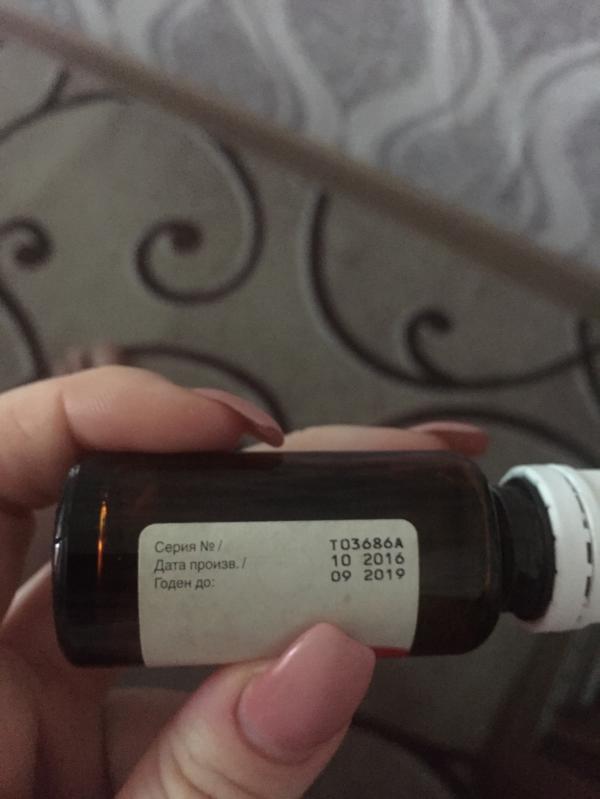 Серия № / T03686A
Дата произв. / 10 2016
Годен до: 09 2019